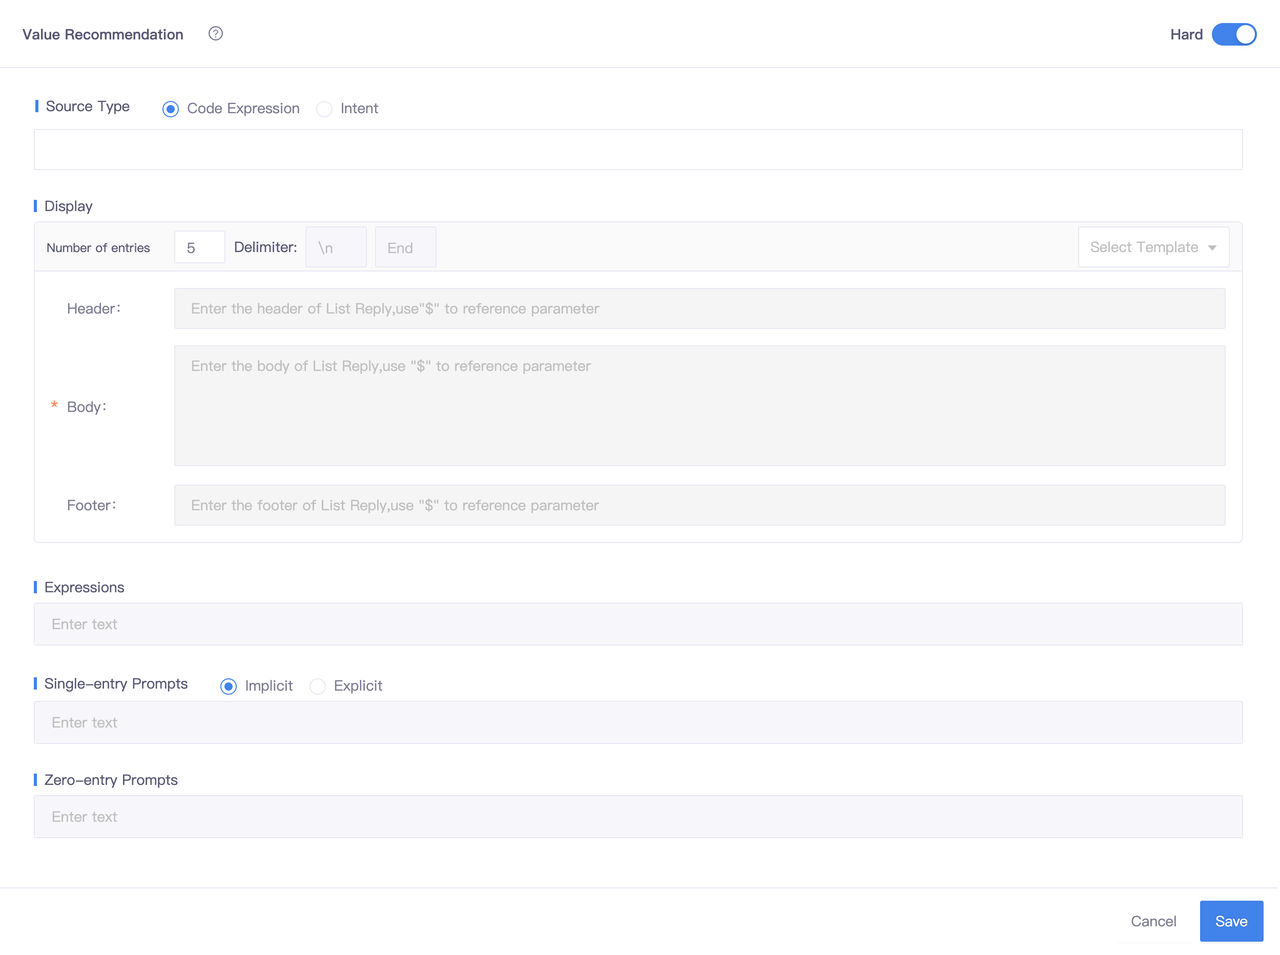 Value Recommendation ?
Hard
Source Type Code Expression Intent
Display
Number of entries 5 Delimiter: \n End Select Template
Header: Enter the header of List Reply,use"$" to reference parameter
Enter the body of List Reply,use "$" to reference parameter
* Body:
Footer: Enter the footer of List Reply,use "$" to reference parameter
Expressions
Enter text
Single-entry Prompts Implicit Explicit
Enter text
Zero-entry Prompts
Enter text
Cancel Save